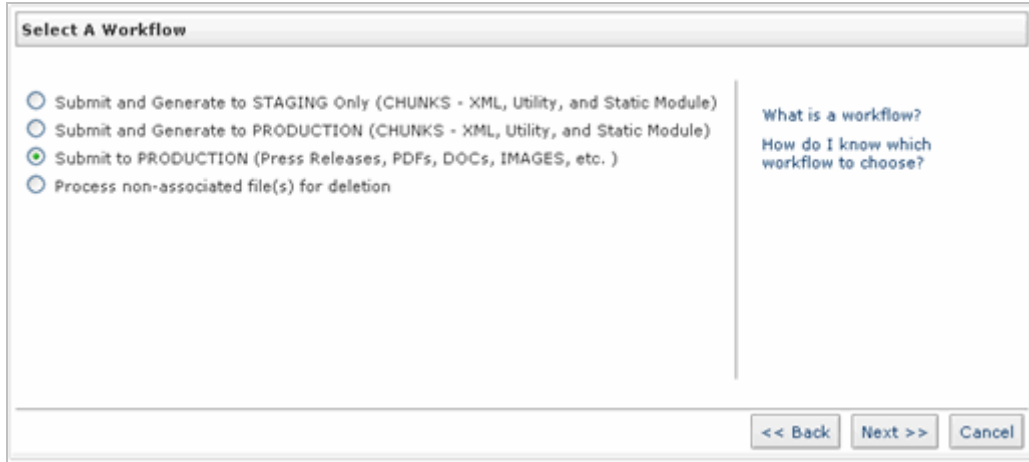 Select A Workflow
Submit and Generate to STAGING Only (CHUNKS - XML, Utility, and Static Module)
Submit and Generate to PRODUCTION (CHUNKS - XML, Utility, and Static Module)
Submit to PRODUCTION (Press Releases, PDFs, DOCs, IMAGES, etc. )
Process non-associated file(s) for deletion
What is a workflow?
How do I know which
workflow to choose?
<< Back
Next >>
Cancel